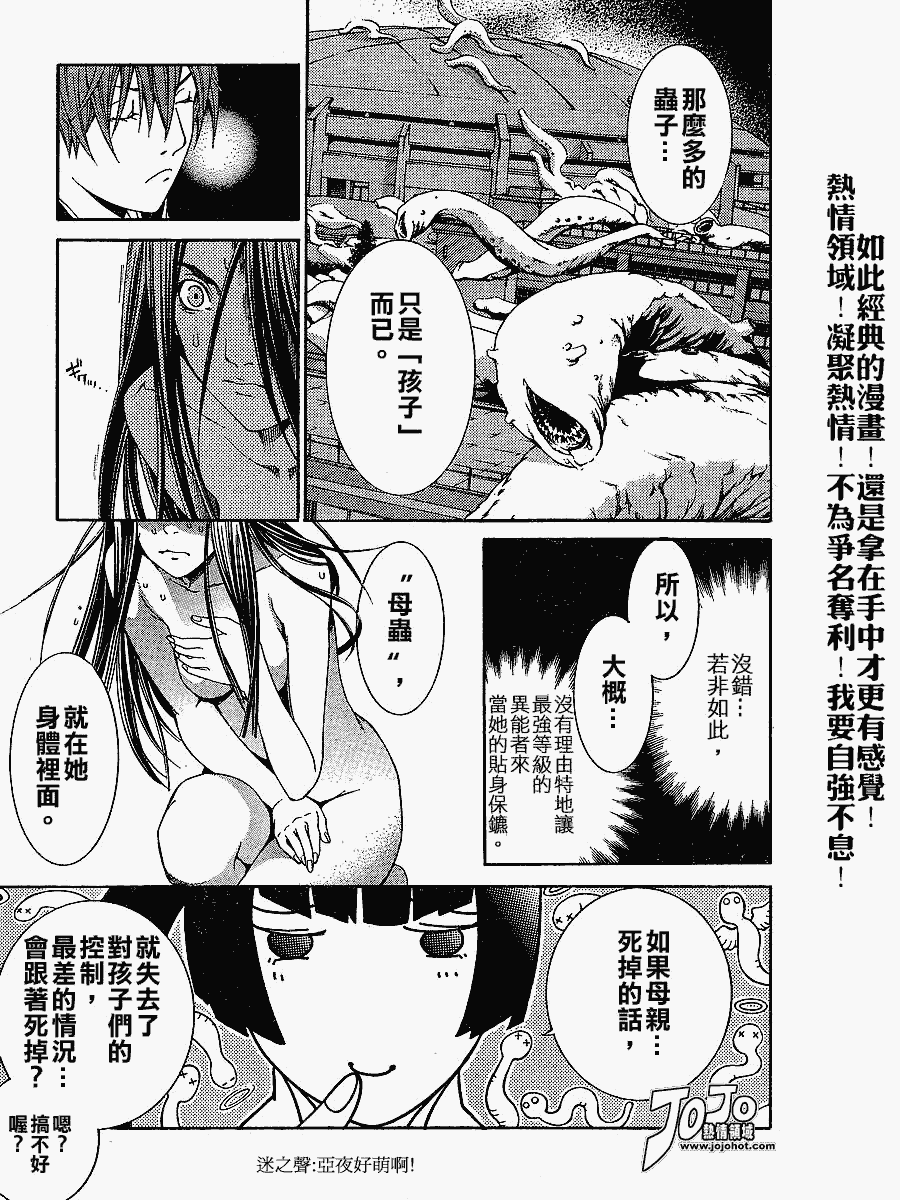 如此經典的漫畫！還是拿在手中才更有感覺！
熱情領域！凝聚熱情！不為爭名奪利！我要自強不息！
那麼多的
蟲子…
只是「孩子」
而已。
ギグ…
所以，
大概…
沒錯…
若非如此，
沒有理由特地讓
最強等級的
異能者來
當她的貼身保鑣。
"母蟲"，
就在她
身體裡面。
如果母親…
死掉的話，
就失去了
對孩子們的
控制，
最差的情況…
會跟著死掉？
嗯？
搞不好
喔？
JOJO
熱情領域
www.jojohot.com
迷之聲:亞夜好萌啊!